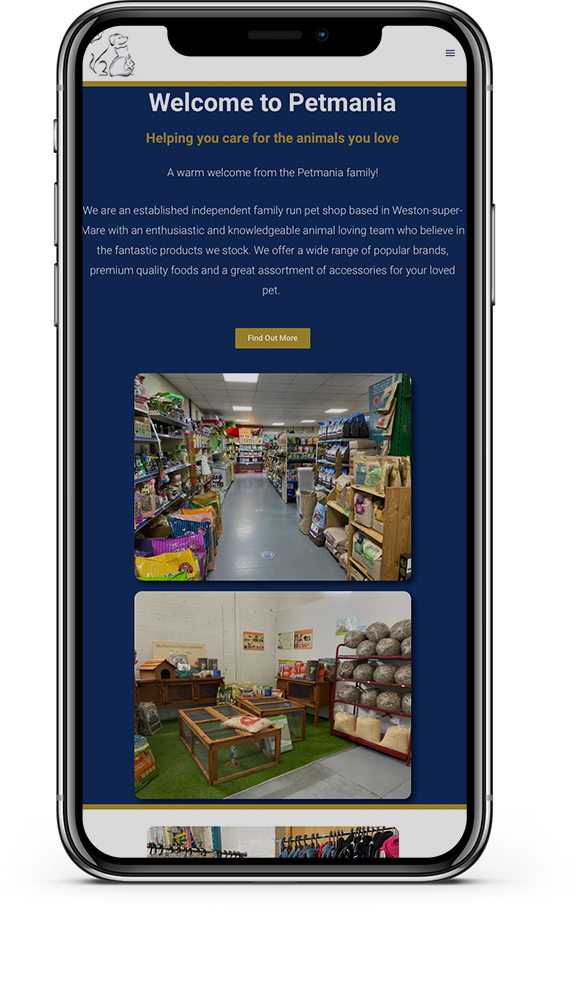 Welcome to Petmania
Helping you care for the animals you love
A warm welcome from the Petmania family!
We are an established independent family run pet shop based in Weston-super-
Mare with an enthusiastic and knowledgeable animal loving team who believe in
the fantastic products we stock. We offer a wide range of popular brands,
premium quality foods and a great assortment of accessories for your loved
pet.
Find Out More